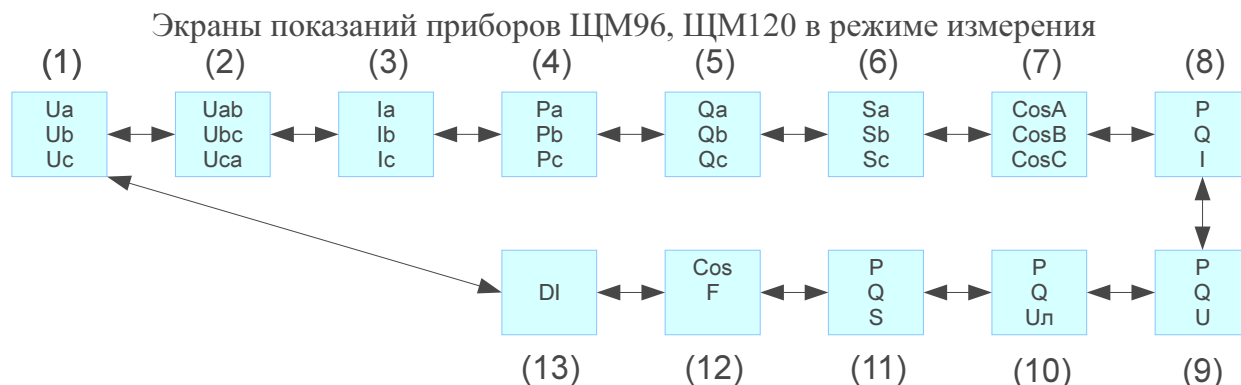 Экраны показаний приборов ЩМ96, ЩМ120 в режиме измерения
(1) (2) (3) (4) (5) (6) (7) (8)
Ua Uab Ia Pa Qa Sa CosA P
Ub Ubc Ib Pb Qb Sb CosB Q
Uc Uca Ic Pc Qc Sc CosC I
Cos P P P
DI F Q Q Q
S Uл U
(13) (12) (11) (10) (9)